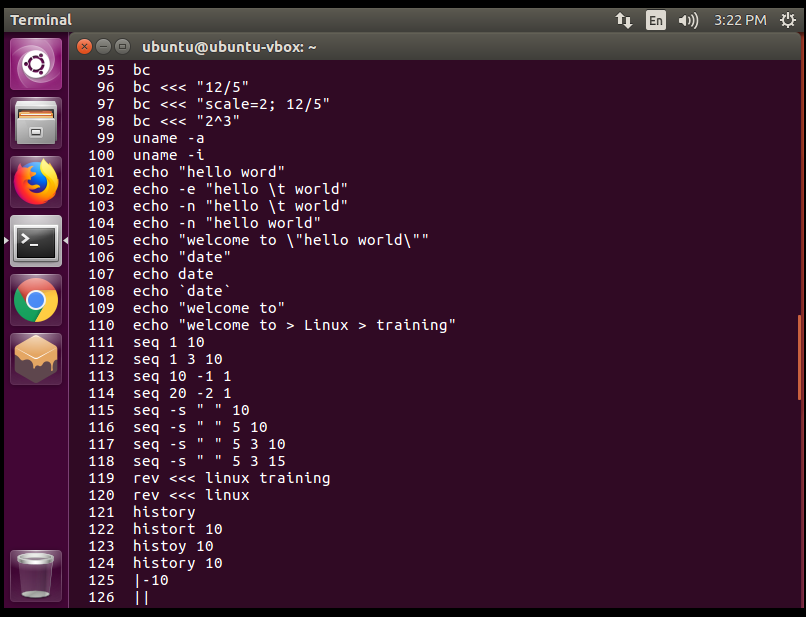 Terminal
En
3:22 PM
ubuntu@ubuntu-vbox: ~
95 bc
96 bc <<< "12/5"
97 bc <<< "scale=2; 12/5"
98 bc <<< "2^3"
99 uname -a
100 uname -i
101 echo "hello word"
102 echo -e "hello \t world"
103 echo -n "hello \t world"
104 echo -n "hello world"
105 echo "welcome to \"hello world\""
106 echo "date"
107 echo date
108 echo `date`
109 echo "welcome to"
110 echo "welcome to > Linux > training"
111 seq 1 10
112 seq 1 3 10
113 seq 10 -1 1
114 seq 20 -2 1
115 seq -s " " 10
116 seq -s " " 5 10
117 seq -s " " 5 3 10
118 seq -s " " 5 3 15
119 rev <<< linux training
120 rev <<< linux
121 history
122 histort 10
123 histoy 10
124 history 10
125 |-10
126 ||